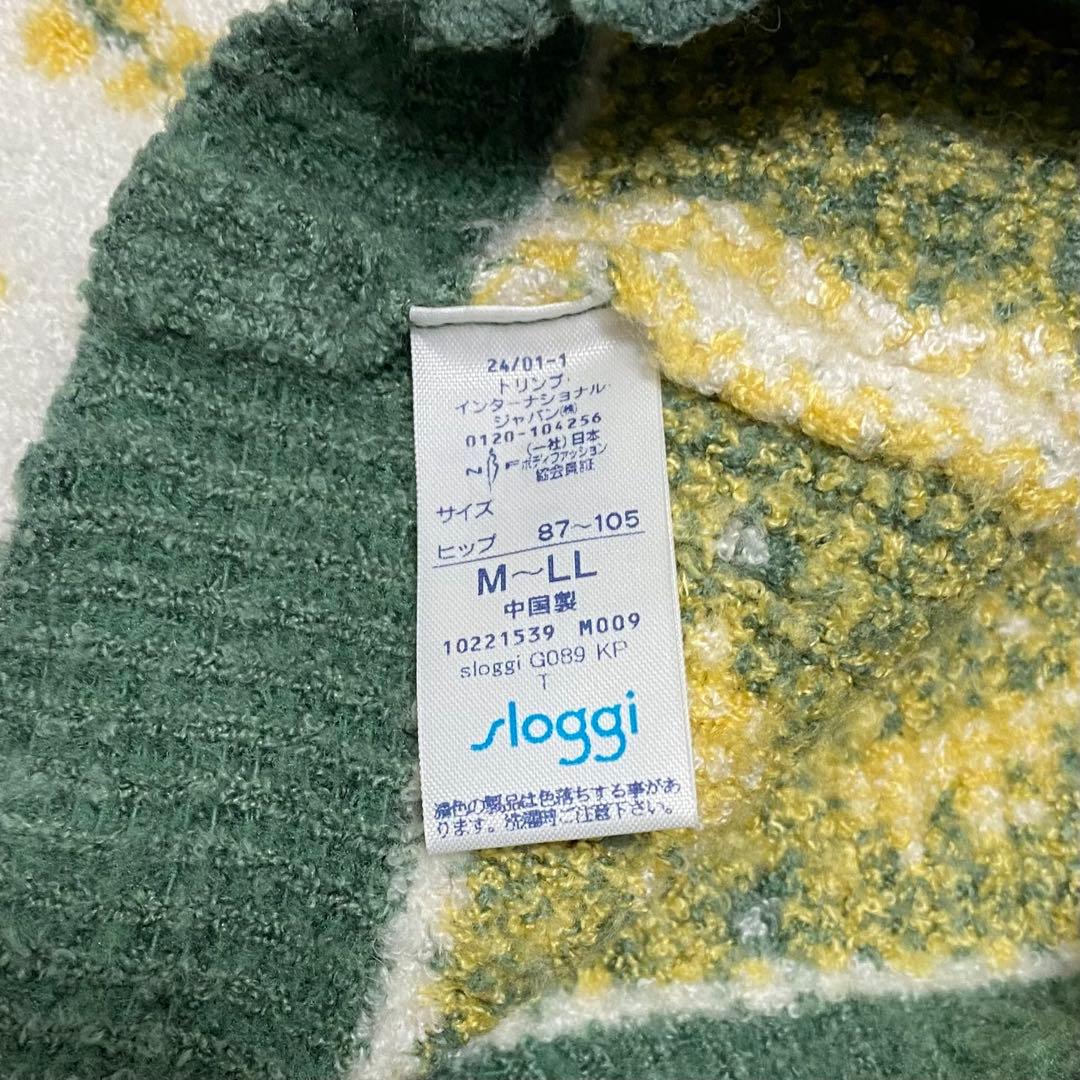 24/01-1
トリンプ・
インターナショナル・
ジャパン㈱
0120-104256
(一社)日本
NBF ボディファッション
協会員証
サイズ
ヒップ 87～105
M～LL
中国製
10221539 M009
sloggi G089 KP
T
sloggi
濃色の製品は色落ちする事があ
ります。洗濯時ご注意下さい。